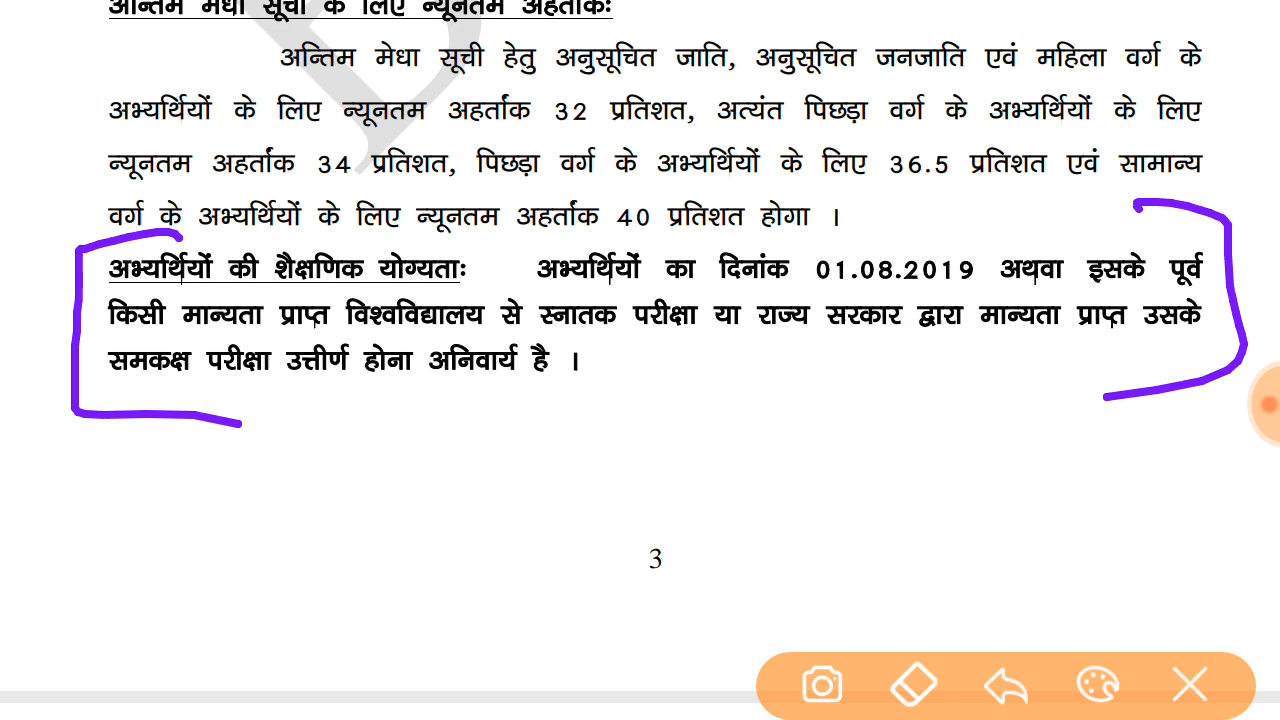 अन्तिम मेधा सूची के लिए न्यूनतम अहर्तांकः
अन्तिम मेधा सूची हेतु अनुसूचित जाति, अनुसूचित जनजाति एवं महिला वर्ग के
अभ्यर्थियों के लिए न्यूनतम अहर्तांक 32 प्रतिशत, अत्यंत पिछड़ा वर्ग के अभ्यर्थियों के लिए
न्यूनतम अहर्तांक 34 प्रतिशत, पिछड़ा वर्ग के अभ्यर्थियों के लिए 36.5 प्रतिशत एवं सामान्य
वर्ग के अभ्यर्थियों के लिए न्यूनतम अहर्तांक 40 प्रतिशत होगा ।
अभ्यर्थियों की शैक्षणिक योग्यताः अभ्यर्थियों का दिनांक 01.08.2019 अथवा इसके पूर्व
किसी मान्यता प्राप्त विश्वविद्यालय से स्नातक परीक्षा या राज्य सरकार द्वारा मान्यता प्राप्त उसके
समकक्ष परीक्षा उत्तीर्ण होना अनिवार्य है ।
3